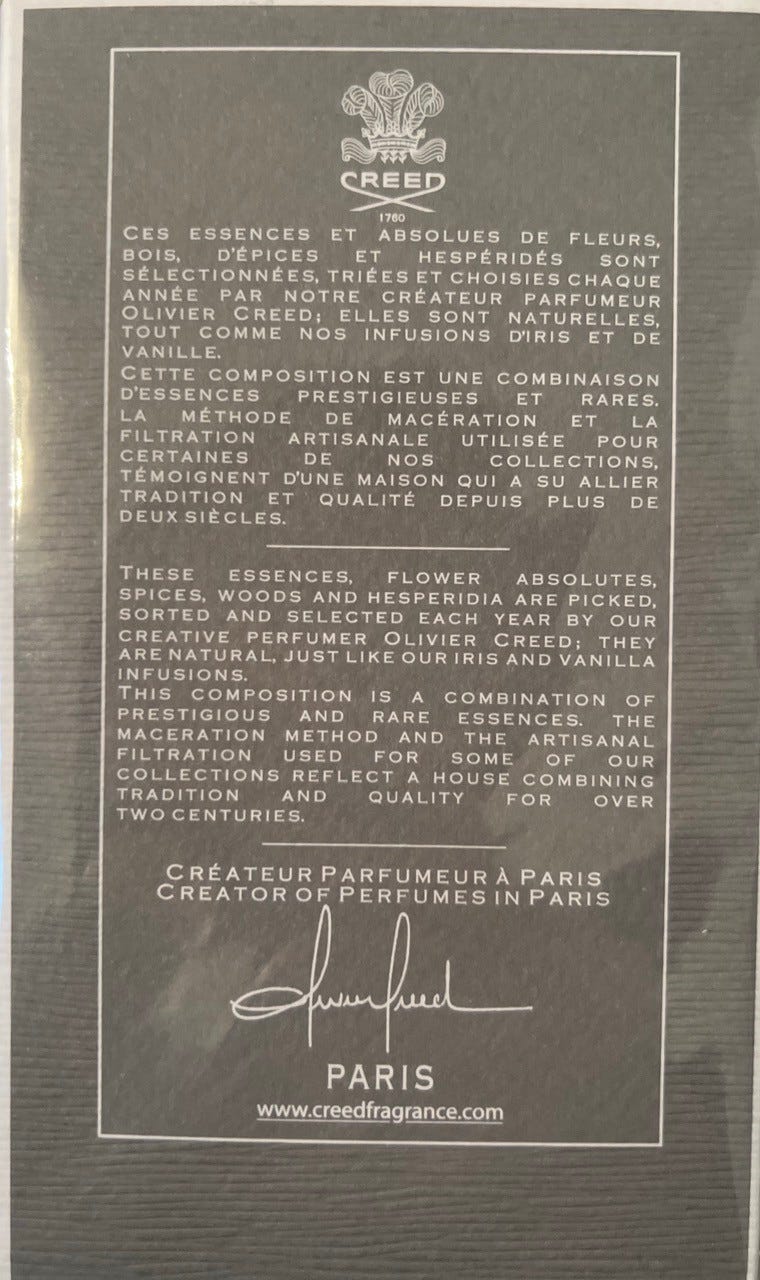 CREED
1760
CES ESSENCES ET ABSOLUES DE FLEURS,
BOIS, D'ÉPICES ET HESPÉRIDÉS SONT
SÉLECTIONNÉES, TRIÉES ET CHOISIES CHAQUE
ANNÉE PAR NOTRE CRÉATEUR PARFUMEUR
OLIVIER CREED; ELLES SONT NATURELLES,
TOUT COMME NOS INFUSIONS D'IRIS ET DE
VANILLE.
CETTE COMPOSITION EST UNE COMBINAISON
D'ESSENCES PRESTIGIEUSES ET RARES.
LA MÉTHODE DE MACÉRATION ET LA
FILTRATION ARTISANALE UTILISÉE POUR
CERTAINES DE NOS COLLECTIONS,
TÉMOIGNENT D'UNE MAISON QUI A SU ALLIER
TRADITION ET QUALITÉ DEPUIS PLUS DE
DEUX SIÈCLES.
THESE ESSENCES, FLOWER ABSOLUTES,
SPICES, WOODS AND HESPERIDIA ARE PICKED,
SORTED AND SELECTED EACH YEAR BY OUR
CREATIVE PERFUMER OLIVIER CREED; THEY
ARE NATURAL, JUST LIKE OUR IRIS AND VANILLA
INFUSIONS.
THIS COMPOSITION IS A COMBINATION OF
PRESTIGIOUS AND RARE ESSENCES. THE
MACERATION METHOD AND THE ARTISANAL
FILTRATION USED FOR SOME OF OUR
COLLECTIONS REFLECT A HOUSE COMBINING
TRADITION AND QUALITY FOR OVER
TWO CENTURIES.
CRÉATEUR PARFUMEUR À PARIS
CREATOR OF PERFUMES IN PARIS
Olivier Creed
PARIS
www.creedfragrance.com